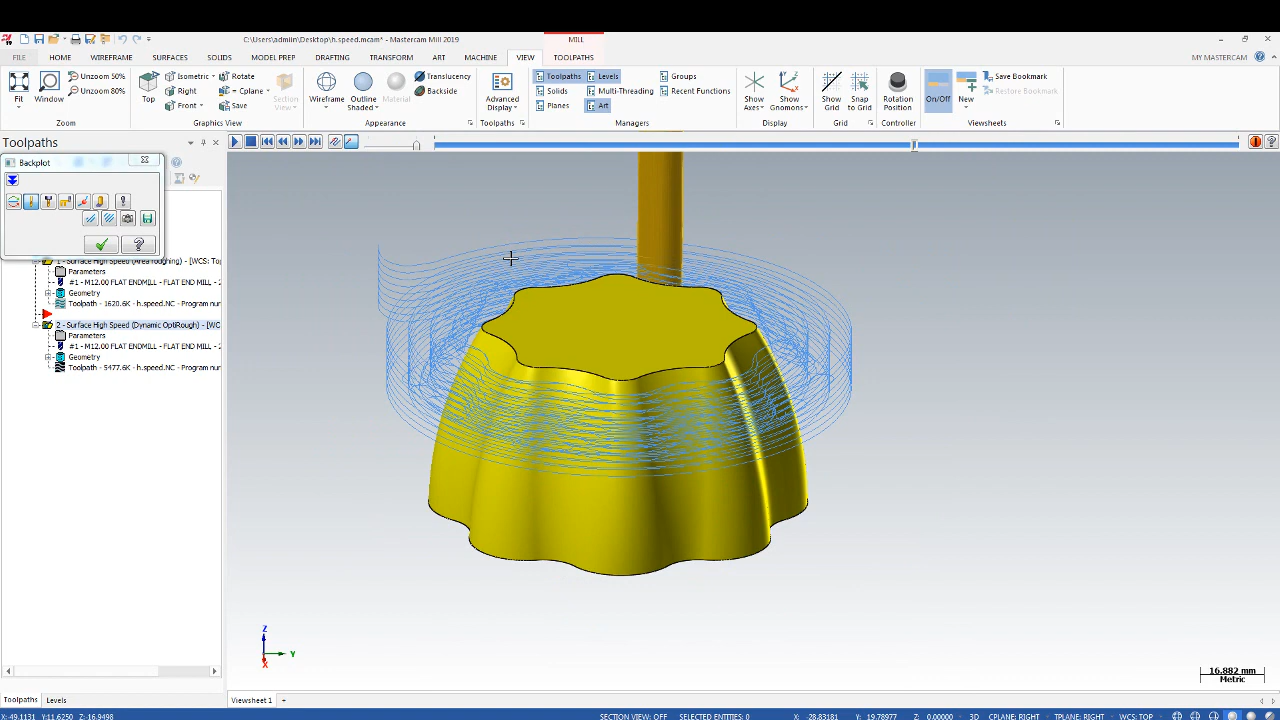 C:\Users\admiin\Desktop\h.speed.mcam* - Mastercam Mill 2019
MILL
FILE HOME WIREFRAME SURFACES SOLIDS MODEL PREP DRAFTING TRANSFORM ART MACHINE VIEW TOOLPATHS MY MASTERCAM
Fit Window Unzoom 50% Unzoom 80% Zoom
Top Isometric Right Front Rotate Cplane Save Section View Graphics View
Wireframe Outline Shaded Material Translucency Backside Appearance
Advanced Display Toolpaths
Toolpaths Solids Planes Levels Multi-Threading Art Groups Recent Functions Managers
Show Axes Show Gnomons Display
Show Grid Snap to Grid Grid
Rotation Position Controller
On/Off New Save Bookmark Restore Bookmark Viewsheets
Toolpaths
Backplot
1 - Surface High Speed (Area roughing) - [WCS: Top
Parameters
#1 - M12.00 FLAT ENDMILL - FLAT END MILL - 
Geometry
Toolpath - 1620.6K - h.speed.NC - Program nur
2 - Surface High Speed (Dynamic OptiRough) - [WC
Parameters
#1 - M12.00 FLAT ENDMILL - FLAT END MILL - 
Geometry
Toolpath - 5477.6K - h.speed.NC - Program nur
Z
Y
X
16.882 mm
Metric
Toolpaths Levels
Viewsheet 1 +
X:-49.1131 Y:11.6250 Z:-16.9498 SECTION VIEW: OFF SELECTED ENTITIES: 0 X: -28.83181 Y: 19.78977 Z: 0.00000 3D CPLANE: RIGHT TPLANE: RIGHT WCS: TOP